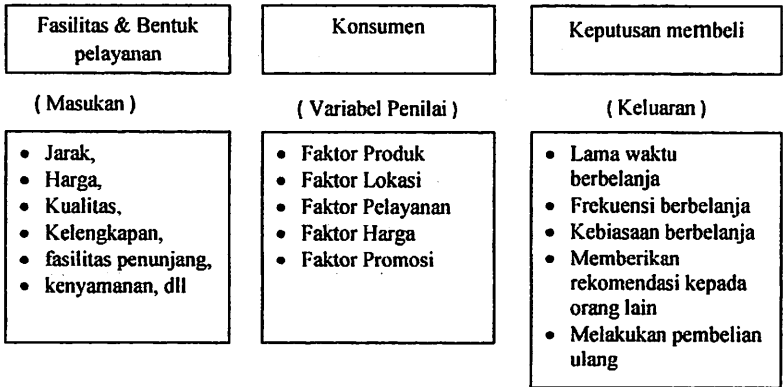 Fasilitas & Bentuk
pelayanan
Konsumen
Keputusan membeli
( Masukan )
( Variabel Penilai )
( Keluaran )
• Jarak,
• Harga,
• Kualitas,
• Kelengkapan,
• fasilitas penunjang,
• kenyamanan, dll
• Faktor Produk
• Faktor Lokasi
• Faktor Pelayanan
• Faktor Harga
• Faktor Promosi
• Lama waktu
berbelanja
• Frekuensi berbelanja
• Kebiasaan berbelanja
• Memberikan
rekomendasi kepada
orang lain
• Melakukan pembelian
ulang